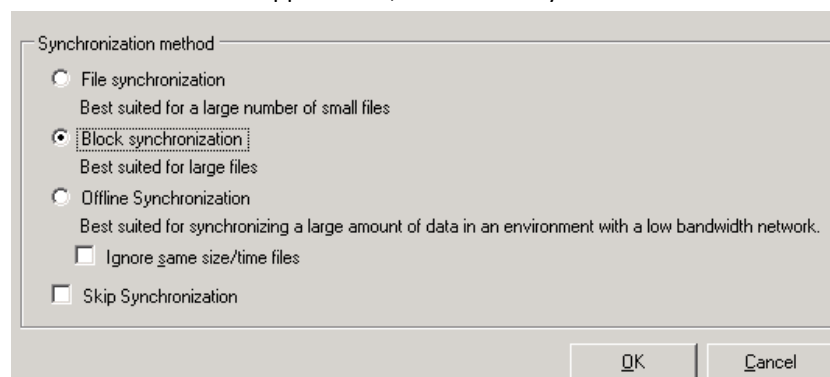 Synchronization method
File synchronization
Best suited for a large number of small files
Block synchronization
Best suited for large files
Offline Synchronization
Best suited for synchronizing a large amount of data in an environment with a low bandwidth network.
Ignore same size/time files
Skip Synchronization
OK Cancel